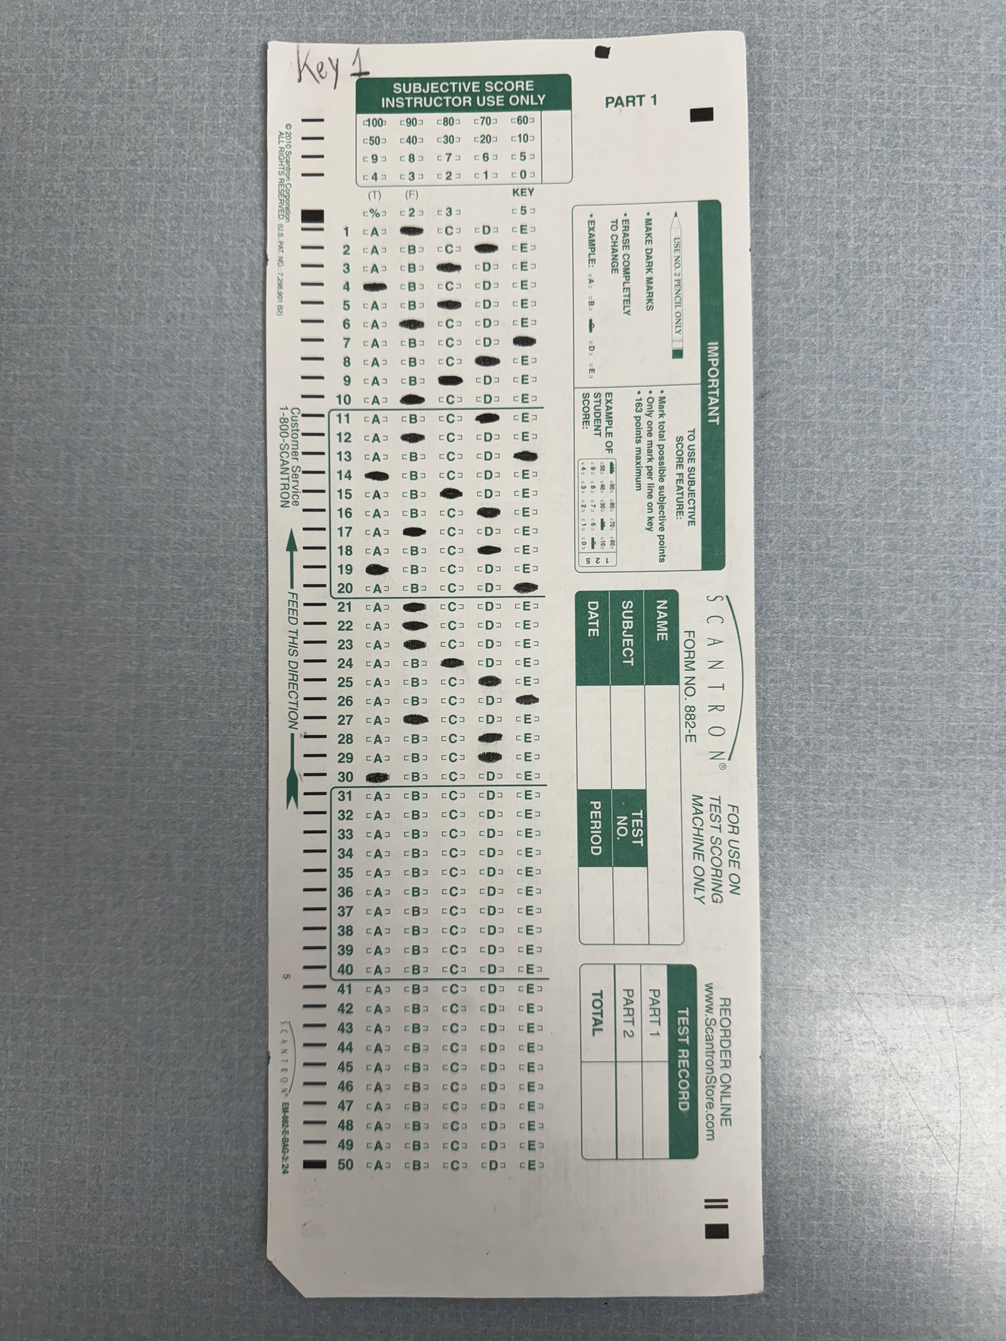 Key 1
SUBJECTIVE SCORE
INSTRUCTOR USE ONLY
100 90 80 70 60
50 40 30 20 10
9 8 7 6 5
4 3 2 1 0
(T) (F) KEY
% 2 3 5
1 A C D E
2 A B C E
3 A B D E
4 B C D E
5 A B D E
6 A C D E
7 A B C D
8 A B C E
9 A B D E
10 A C D E
11 A B C E
12 A C D E
13 A B C D
14 B C D E
15 A B D E
16 A B C E
17 A C D E
18 A B C E
19 B C D E
20 A B C D
21 A C D E
22 A C D E
23 A C D E
24 A B D E
25 A B C E
26 A B C D
27 A C D E
28 A B C E
29 A B C E
30 B C D E
31 A B C D E
32 A B C D E
33 A B C D E
34 A B C D E
35 A B C D E
36 A B C D E
37 A B C D E
38 A B C D E
39 A B C D E
40 A B C D E
41 A B C D E
42 A B C D E
43 A B C D E
44 A B C D E
45 A B C D E
46 A B C D E
47 A B C D E
48 A B C D E
49 A B C D E
50 A B C D E
PART 1
IMPORTANT
USE NO. 2 PENCIL ONLY
• MAKE DARK MARKS
• ERASE COMPLETELY
TO CHANGE
• EXAMPLE: A B D E
TO USE SUBJECTIVE
SCORE FEATURE:
• Mark total possible subjective points
• Only one mark per line on key
• 163 points maximum
EXAMPLE OF
STUDENT
SCORE:
SCANTRON®
FORM NO. 882-E
FOR USE ON
TEST SCORING
MACHINE ONLY
NAME
SUBJECT
DATE
TEST
NO.
PERIOD
REORDER ONLINE
www.ScantronStore.com
TEST RECORD
PART 1
PART 2
TOTAL
© 2010 Scantron Corporation
ALL RIGHTS RESERVED.
Customer Service
1-800-SCANTRON
FEED THIS DIRECTION
5
SCANTRON®